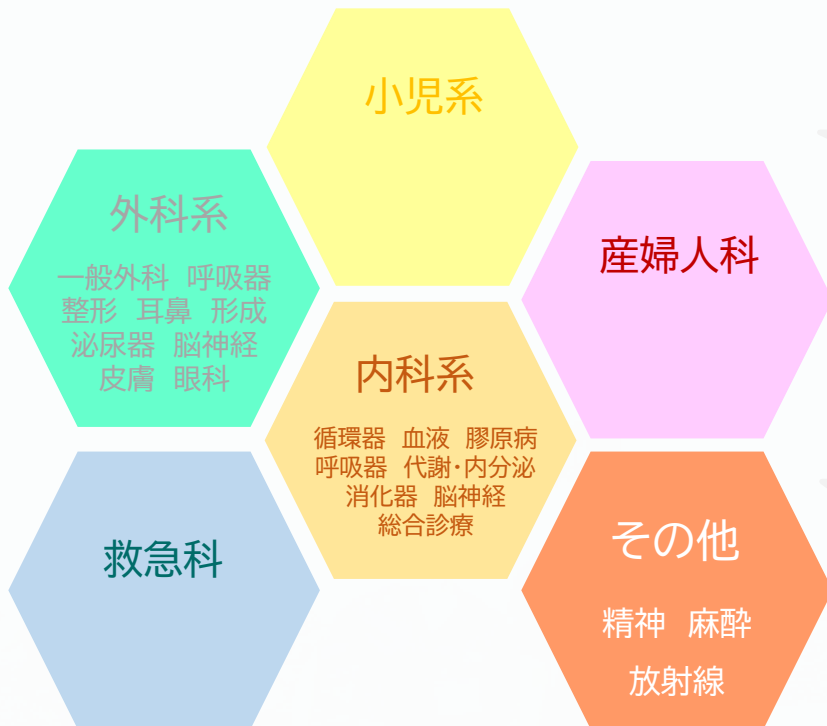 小児系
外科系
一般外科 呼吸器
整形 耳鼻 形成
泌尿器 脳神経
皮膚 眼科
産婦人科
内科系
循環器 血液 膠原病
呼吸器 代謝・内分泌
消化器 脳神経
総合診療
救急科
その他
精神 麻酔
放射線